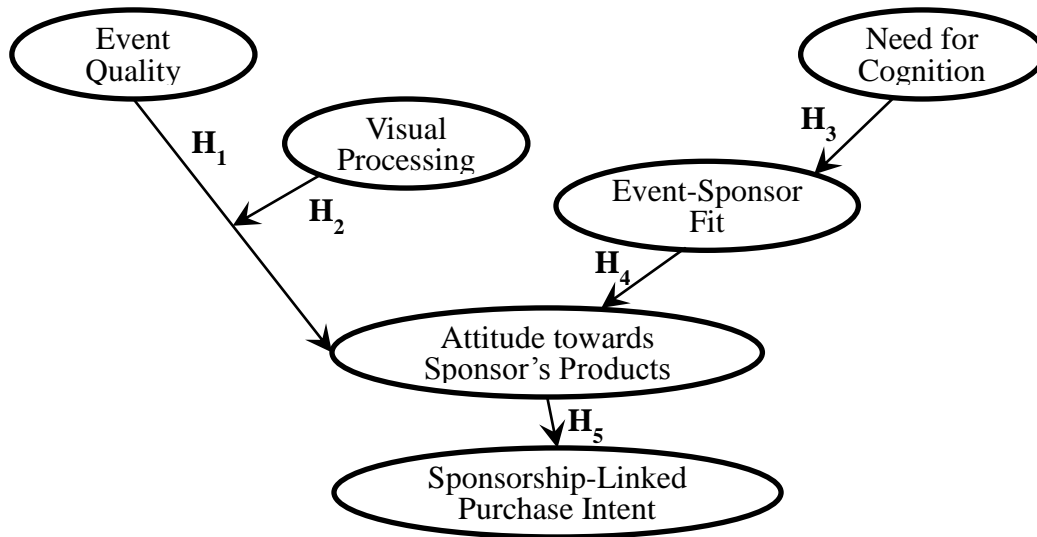 Event
Quality
Need for
Cognition
H1
Visual
Processing
H3
H2
Event-Sponsor
Fit
H4
Attitude towards
Sponsor’s Products
H5
Sponsorship-Linked
Purchase Intent